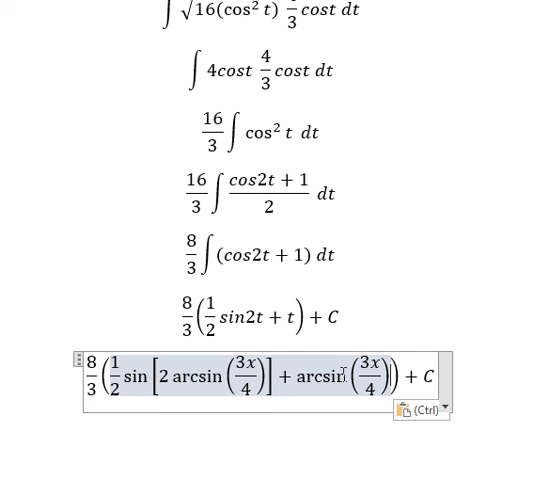 ∫ √16(cos² t) 4/3 cost dt
∫ 4cost 4/3 cost dt
16/3 ∫ cos² t dt
16/3 ∫ (cos2t + 1)/2 dt
8/3 ∫ (cos2t + 1) dt
8/3 (1/2 sin2t + t) + C
8/3 (1/2 sin [2 arcsin (3x/4)] + arcsin (3x/4)) + C
(Ctrl)